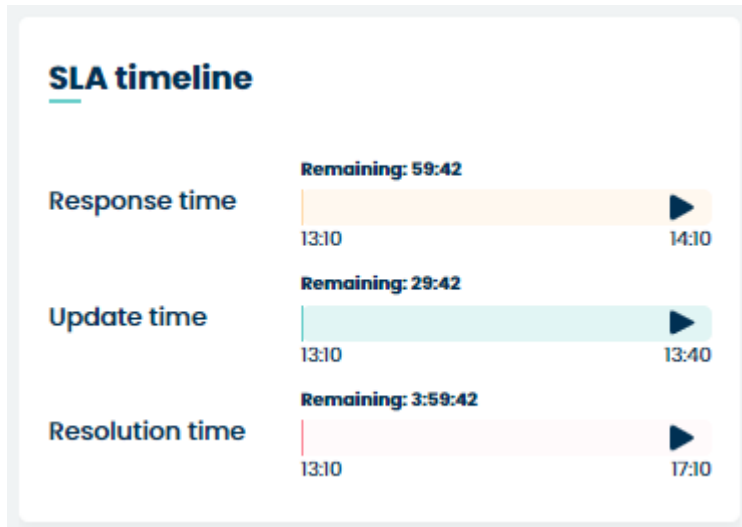 SLA timeline
Remaining: 59:42
Response time
13:10 14:10
Remaining: 29:42
Update time
13:10 13:40
Remaining: 3:59:42
Resolution time
13:10 17:10